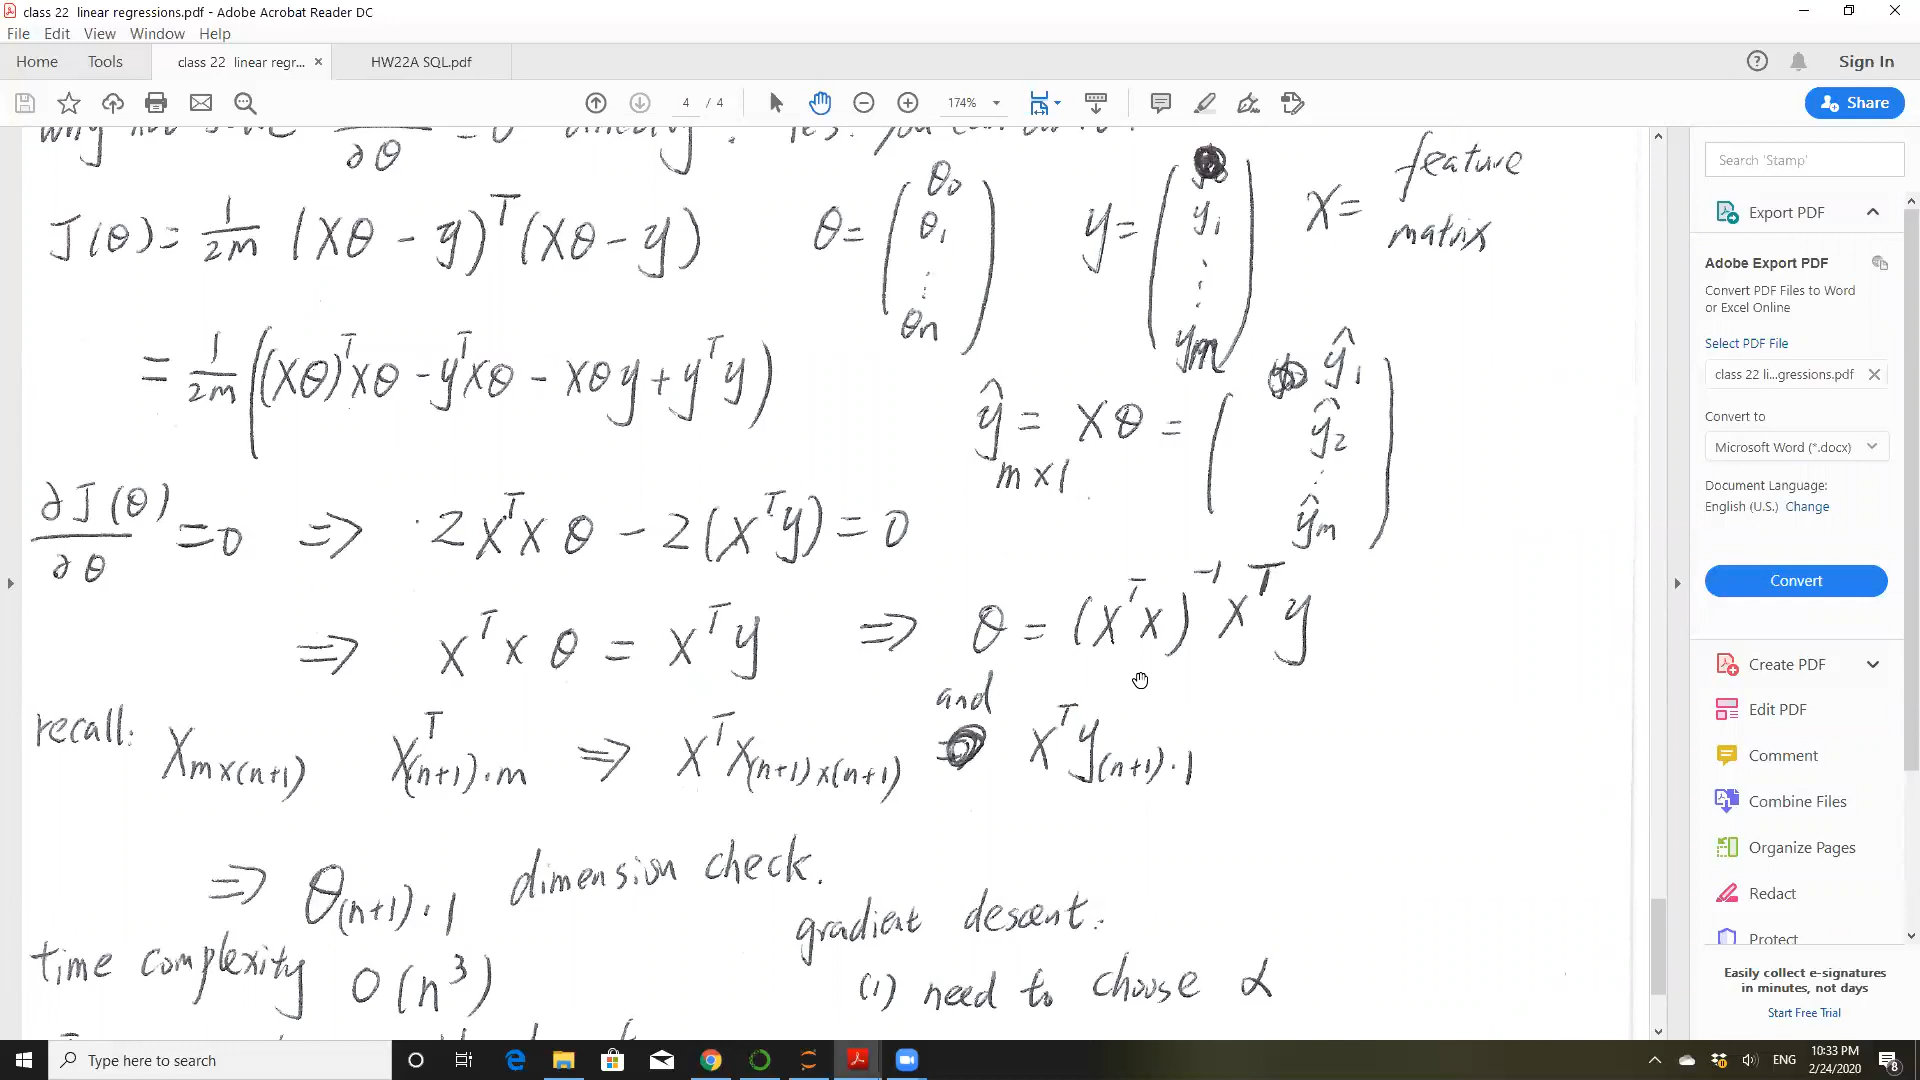 class 22 linear regressions.pdf - Adobe Acrobat Reader DC
File Edit View Window Help
Home Tools class 22 linear regr... × HW22A SQL.pdf Sign In
4 / 4 174% Share
∂θ = 0
J(θ) = 1/2m (Xθ - y)^T (Xθ - y) θ = (θ0 θ1 ⋮ θn) y = (y1 ⋮ ym) X = feature matrix
= 1/2m ((Xθ)^T Xθ - y^T Xθ - Xθy + y^T y)
ŷ m×1 = Xθ = (ŷ1 ŷ2 ⋮ ŷm)
∂J(θ)/∂θ = 0 => 2X^T X θ - 2(X^T y) = 0
=> X^T X θ = X^T y => θ = (X^T X)^-1 X^T y
recall: X m×(n+1) X^T (n+1)·m => X^T X (n+1)×(n+1) and X^T y (n+1)·1
=> θ (n+1)·1 dimension check.
time complexity O(n^3)
gradient descent:
(1) need to choose α
Search 'Stamp'
Export PDF
Adobe Export PDF
Convert PDF Files to Word
or Excel Online
Select PDF File
class 22 li...gressions.pdf
Convert to
Microsoft Word (*.docx)
Document Language:
English (U.S.) Change
Convert
Create PDF
Edit PDF
Comment
Combine Files
Organize Pages
Redact
Protect
Easily collect e-signatures
in minutes, not days
Start Free Trial
Type here to search
ENG
10:33 PM
2/24/2020
8